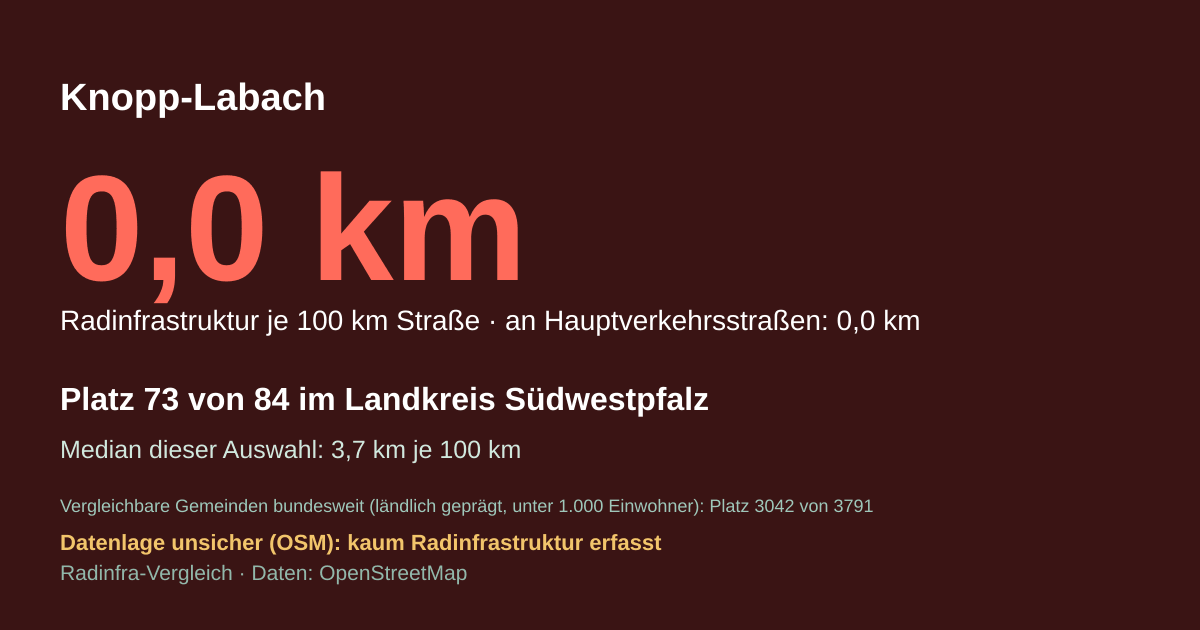 Knopp-Labach
0,0 km
Radinfrastruktur je 100 km Straße · an Hauptverkehrsstraßen: 0,0 km
Platz 73 von 84 im Landkreis Südwestpfalz
Median dieser Auswahl: 3,7 km je 100 km
Vergleichbare Gemeinden bundesweit (ländlich geprägt, unter 1.000 Einwohner): Platz 3042 von 3791
Datenlage unsicher (OSM): kaum Radinfrastruktur erfasst
Radinfra-Vergleich · Daten: OpenStreetMap